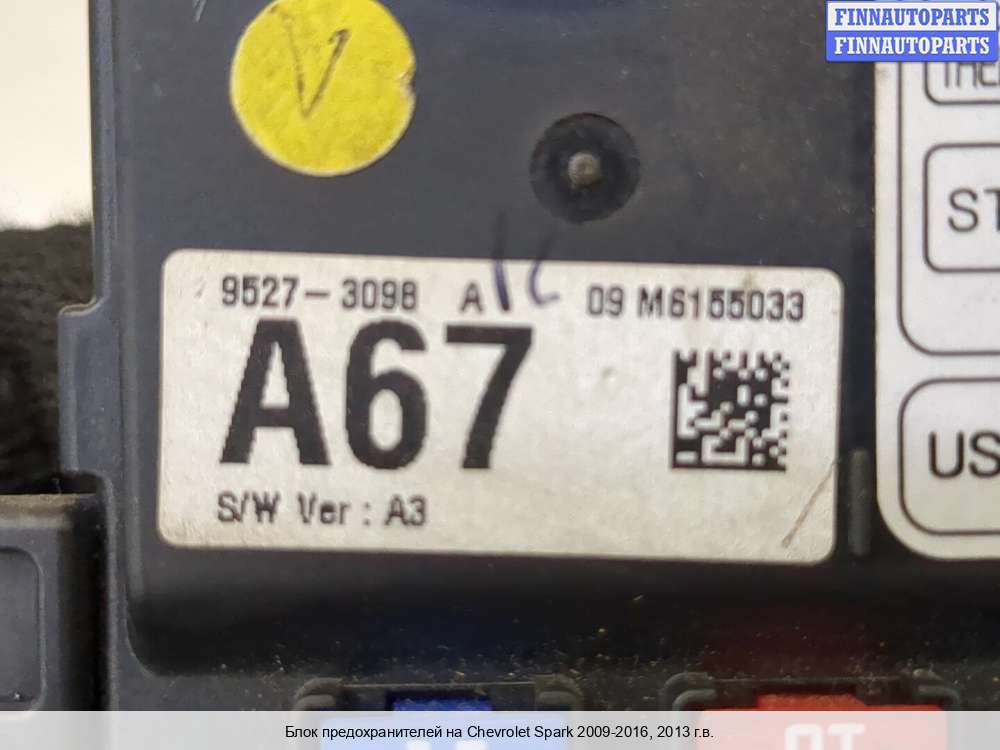 FINNAUTOPARTS
FINNAUTOPARTS
V
ST
9527-3098 A 09 M6155033
A67
S/W Ver : A3
US
Блок предохранителей на Chevrolet Spark 2009-2016, 2013 г.в.